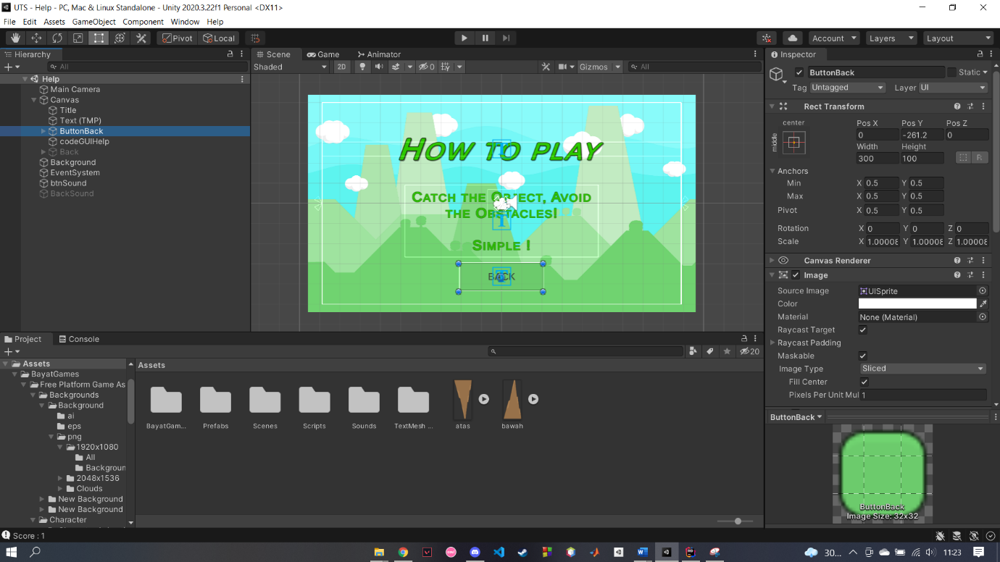 UTS - Help - PC, Mac & Linux Standalone - Unity 2020.3.22f1 Personal <DX11>
File Edit Assets GameObject Component Window Help
Pivot Local Account Layers Layout
Hierarchy
All
Help
Main Camera
Canvas
Title
Text (TMP)
ButtonBack
codeGUIHelp
Back
Background
EventSystem
btnSound
BackSound
Scene Game Animator
Shaded 2D 0 Gizmos All
How to play
Catch the Object, Avoid
the Obstacles!
Simple !
BACK
Inspector
ButtonBack Static
Tag Untagged Layer UI
Rect Transform
center
middle
Pos X Pos Y Pos Z
0 -261.2 0
Width Height
300 100
R
Anchors
Min X 0.5 Y 0.5
Max X 0.5 Y 0.5
Pivot X 0.5 Y 0.5
Rotation X 0 Y 0 Z 0
Scale X 1.00008 Y 1.00008 Z 1.00008
Canvas Renderer
Image
Source Image UISprite
Color
Material None (Material)
Raycast Target
Raycast Padding
Maskable
Image Type Sliced
Fill Center
Pixels Per Unit Mul 1
ButtonBack
ButtonBack
Image Size: 32x32
Project Console
20
Assets
BayatGames
Free Platform Game As
Backgrounds
Background
ai
eps
png
1920x1080
All
Backgroun
2048x1536
Clouds
New Background
New Background
Character
Assets
BayatGam... Prefabs Scenes Scripts Sounds TextMesh ... atas bawah
Score : 1
30... 11:23